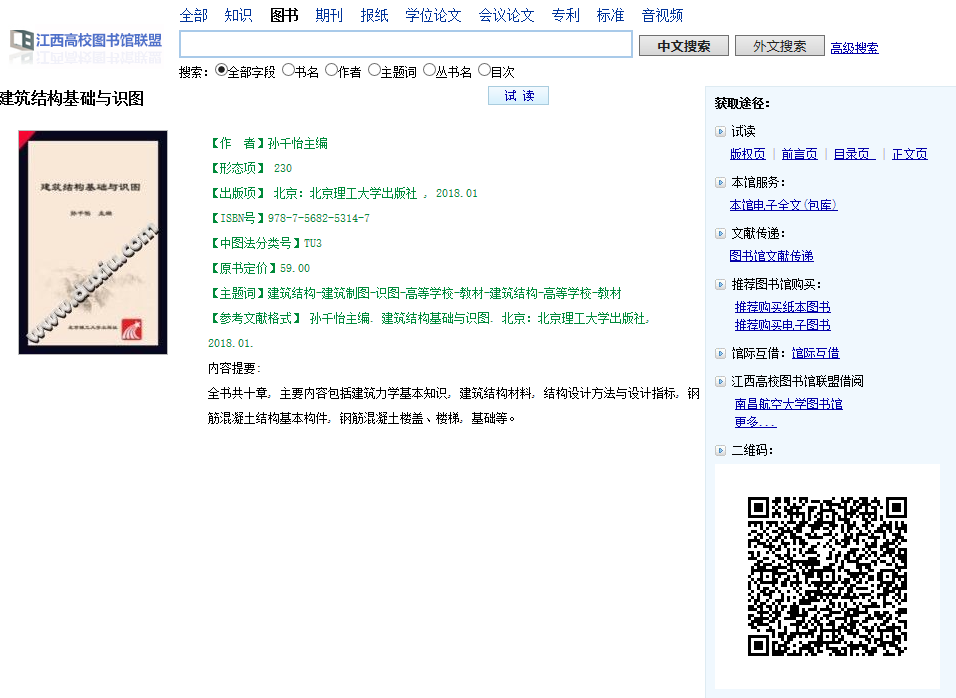 全部 知识 图书 期刊 报纸 学位论文 会议论文 专利 标准 音视频
江西高校图书馆联盟
中文搜索 外文搜索 高级搜索
搜索: 全部字段 书名 作者 主题词 丛书名 目次
建筑结构基础与识图
试 读
建筑结构基础与识图
孙千怡 主编
www.duxiu.com
北京理工大学出版社
【作 者】孙千怡主编
【形态项】 230
【出版项】 北京：北京理工大学出版社 , 2018.01
【ISBN号】978-7-5682-5314-7
【中图法分类号】TU3
【原书定价】59.00
【主题词】建筑结构-建筑制图-识图-高等学校-教材-建筑结构-高等学校-教材
【参考文献格式】 孙千怡主编. 建筑结构基础与识图. 北京：北京理工大学出版社,
2018.01.
内容提要:
全书共十章, 主要内容包括建筑力学基本知识, 建筑结构材料, 结构设计方法与设计指标, 钢
筋混凝土结构基本构件, 钢筋混凝土楼盖、楼梯, 基础等。
获取途径：
试读
版权页 | 前言页 | 目录页 | 正文页
本馆服务：
本馆电子全文(包库)
文献传递：
图书馆文献传递
推荐图书馆购买：
推荐购买纸本图书
推荐购买电子图书
馆际互借：馆际互借
江西高校图书馆联盟借阅
南昌航空大学图书馆
更多...
二维码：